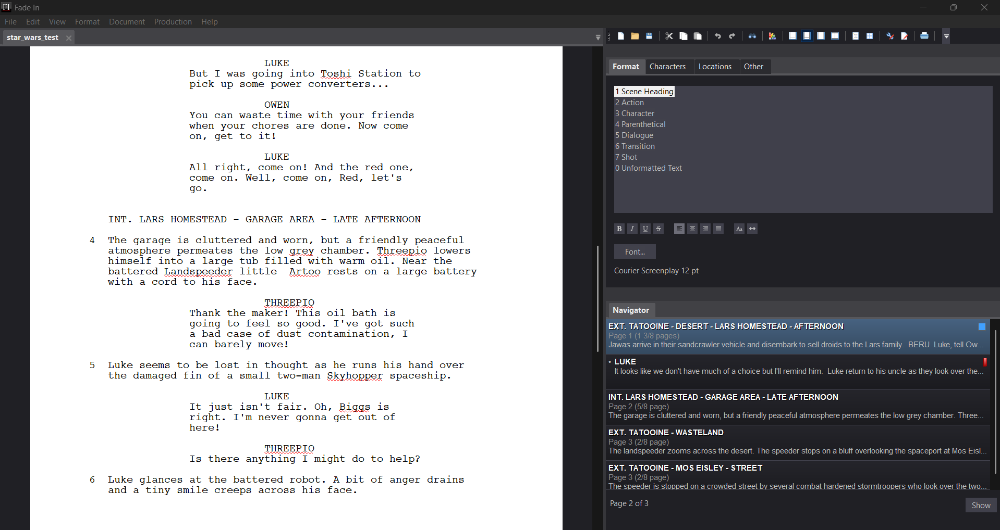 FI Fade In
File Edit View Format Document Production Help
star_wars_test
LUKE
But I was going into Toshi Station to
pick up some power converters...
OWEN
You can waste time with your friends
when your chores are done. Now come
on, get to it!
LUKE
All right, come on! And the red one,
come on. Well, come on, Red, let's
go.
INT. LARS HOMESTEAD - GARAGE AREA - LATE AFTERNOON
4 The garage is cluttered and worn, but a friendly peaceful
atmosphere permeates the low grey chamber. Threepio lowers
himself into a large tub filled with warm oil. Near the
battered Landspeeder little  Artoo rests on a large battery
with a cord to his face.
THREEPIO
Thank the maker! This oil bath is
going to feel so good. I've got such
a bad case of dust contamination, I
can barely move!
5 Luke seems to be lost in thought as he runs his hand over
the damaged fin of a small two-man Skyhopper spaceship.
LUKE
It just isn't fair. Oh, Biggs is
right. I'm never gonna get out of
here!
THREEPIO
Is there anything I might do to help?
6 Luke glances at the battered robot. A bit of anger drains
and a tiny smile creeps across his face.
Format Characters Locations Other
1 Scene Heading
2 Action
3 Character
4 Parenthetical
5 Dialogue
6 Transition
7 Shot
0 Unformatted Text
B I U S Aa
Font...
Courier Screenplay 12 pt
Navigator
EXT. TATOOINE - DESERT - LARS HOMESTEAD - AFTERNOON
Page 1 (1 3/8 pages)
Jawas arrive in their sandcrawler vehicle and disembark to sell droids to the Lars family.  BERU  Luke, tell Ow...
• LUKE
It looks like we don't have much of a choice but I'll remind him.  Luke return to his uncle as they look over the...
INT. LARS HOMESTEAD - GARAGE AREA - LATE AFTERNOON
Page 2 (5/8 page)
The garage is cluttered and worn, but a friendly peaceful atmosphere permeates the low grey chamber. Three...
EXT. TATOOINE - WASTELAND
Page 3 (2/8 page)
The landspeeder zooms across the desert. The speeder stops on a bluff overlooking the spaceport at Mos Eisl...
EXT. TATOOINE - MOS EISLEY - STREET
Page 3 (2/8 page)
The speeder is stopped on a crowded street by several combat hardened stormtroopers who look over the two...
Page 2 of 3
Show